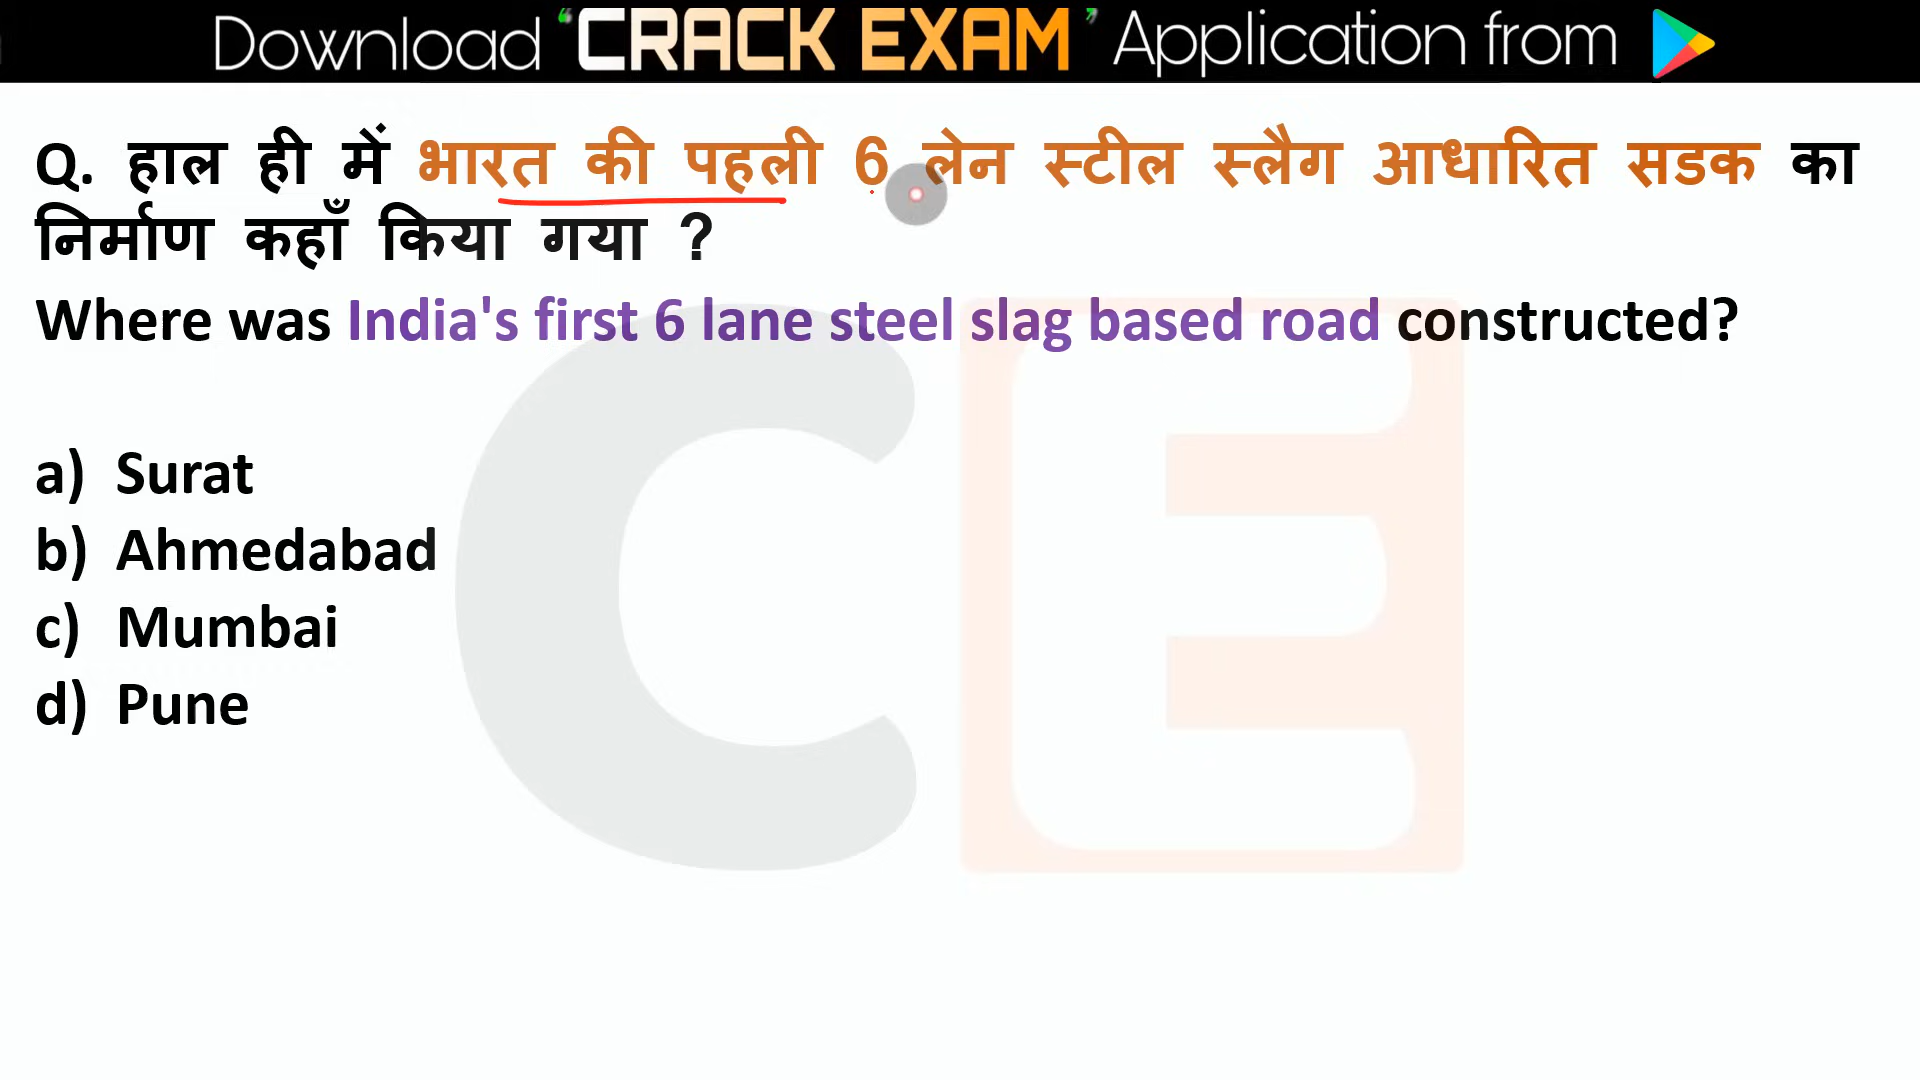 Download ‘CRACK EXAM’ Application from
Q. हाल ही में भारत की पहली 6 लेन स्टील स्लैग आधारित सडक का
निर्माण कहाँ किया गया ?
Where was India's first 6 lane steel slag based road constructed?
a) Surat
b) Ahmedabad
c) Mumbai
d) Pune
CE